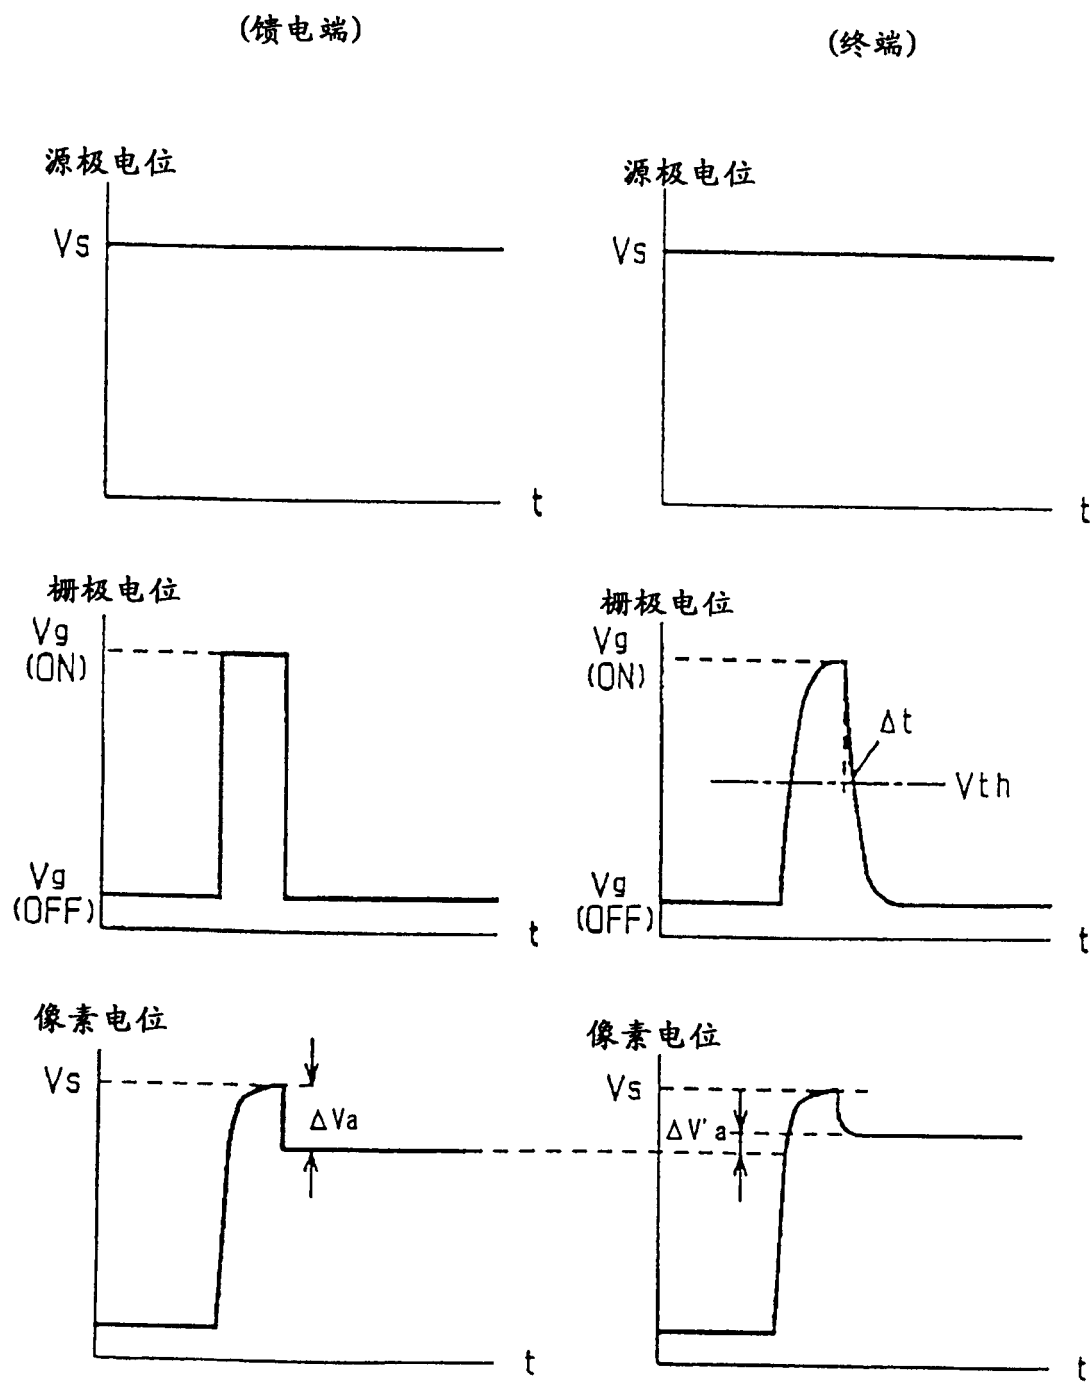 (馈电端)
(终端)
源极电位
Vs
t
源极电位
Vs
t
栅极电位
Vg
(ON)
Vg
(OFF)
t
栅极电位
Vg
(ON)
Δt
Vth
Vg
(OFF)
t
像素电位
Vs
ΔVa
t
像素电位
Vs
ΔV'a
t